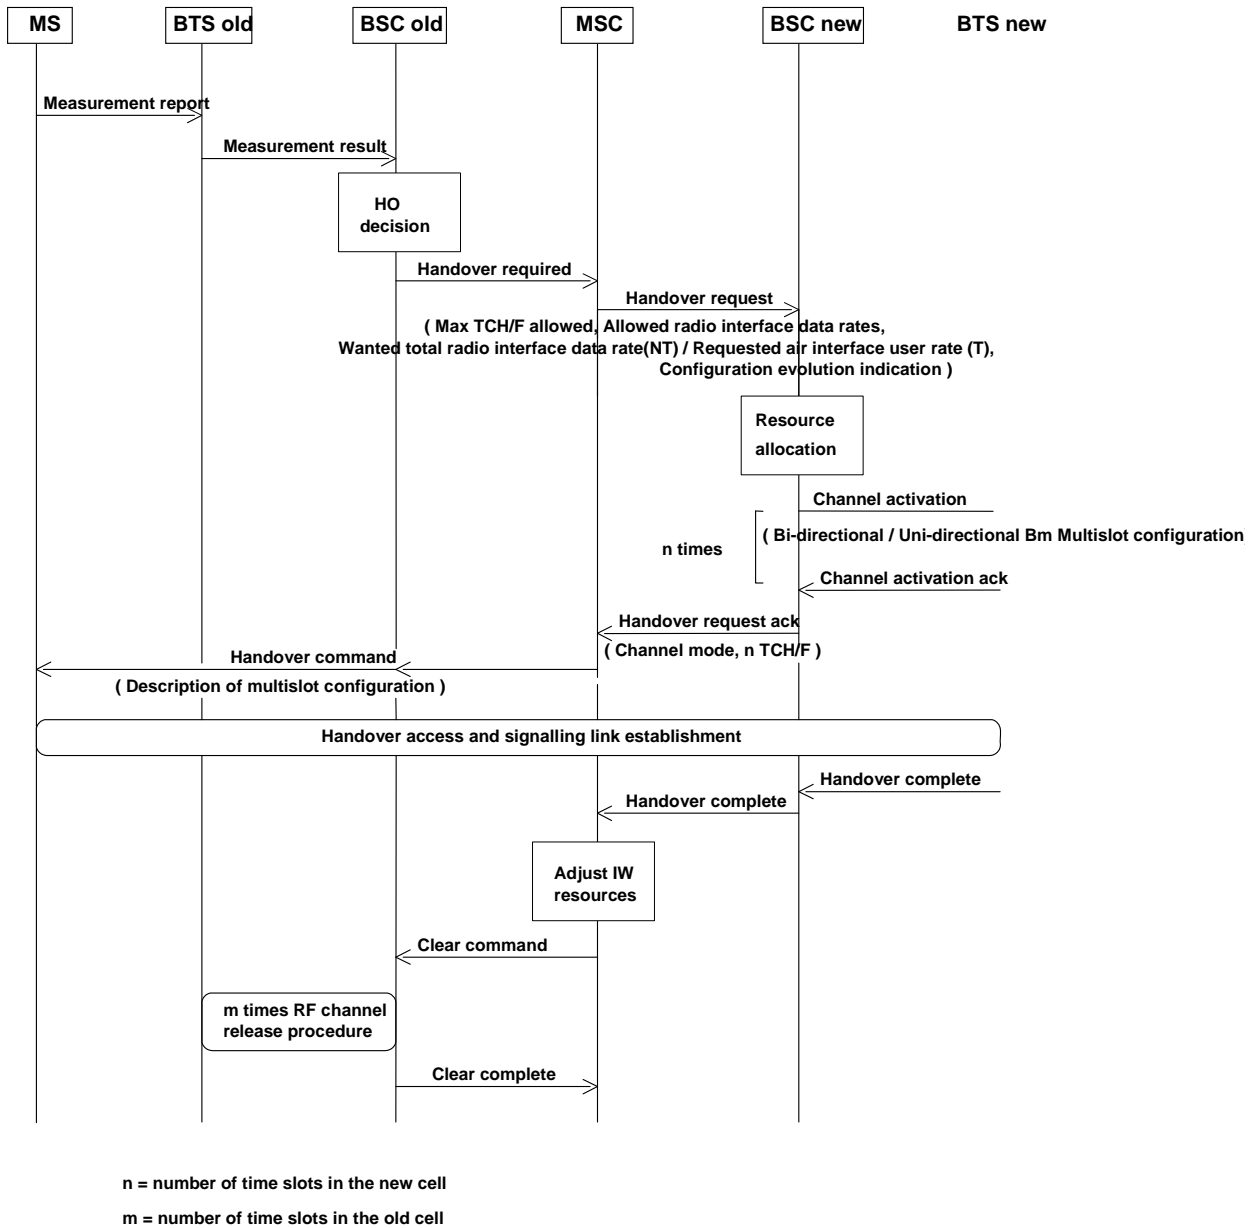 MS BTS old BSC old MSC BSC new BTS new
Measurement report
Measurement result
HO
decision
Handover required
Handover request
( Max TCH/F allowed, Allowed radio interface data rates,
Wanted total radio interface data rate(NT) / Requested air interface user rate (T),
Configuration evolution indication )
Resource
allocation
Channel activation
( Bi-directional / Uni-directional Bm Multislot configuration
n times
Channel activation ack
Handover request ack
( Channel mode, n TCH/F )
Handover command
( Description of multislot configuration )
Handover access and signalling link establishment
Handover complete
Handover complete
Adjust IW
resources
Clear command
m times RF channel
release procedure
Clear complete
n = number of time slots in the new cell
m = number of time slots in the old cell